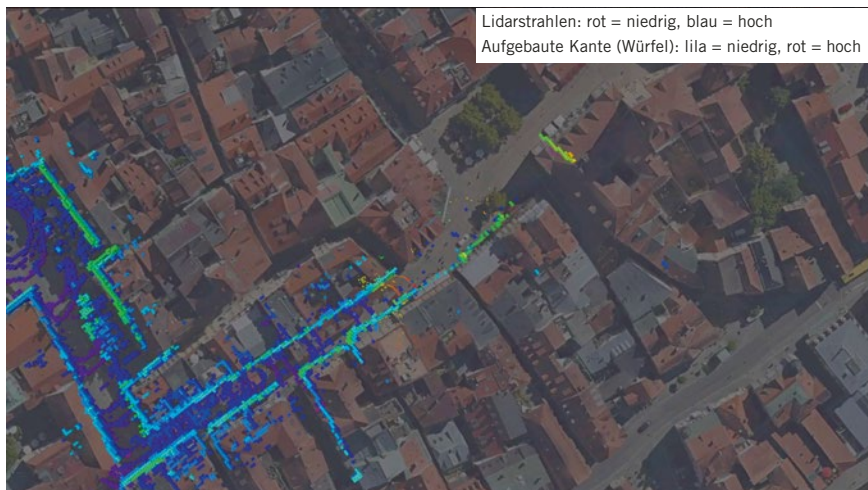 Lidarstrahlen: rot = niedrig, blau = hoch
Aufgebaute Kante (Würfel): lila = niedrig, rot = hoch